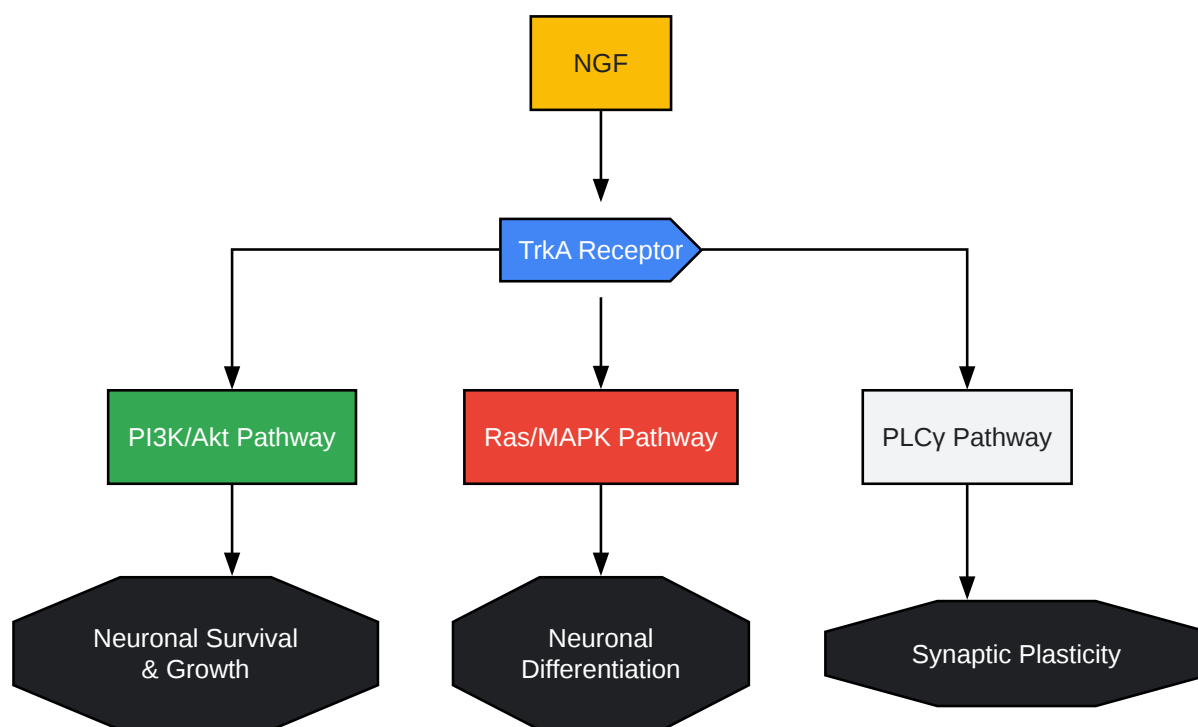 NGF
TrkA Receptor
PI3K/Akt Pathway
Ras/MAPK Pathway
PLCγ Pathway
Neuronal Survival
& Growth
Neuronal
Differentiation
Synaptic Plasticity